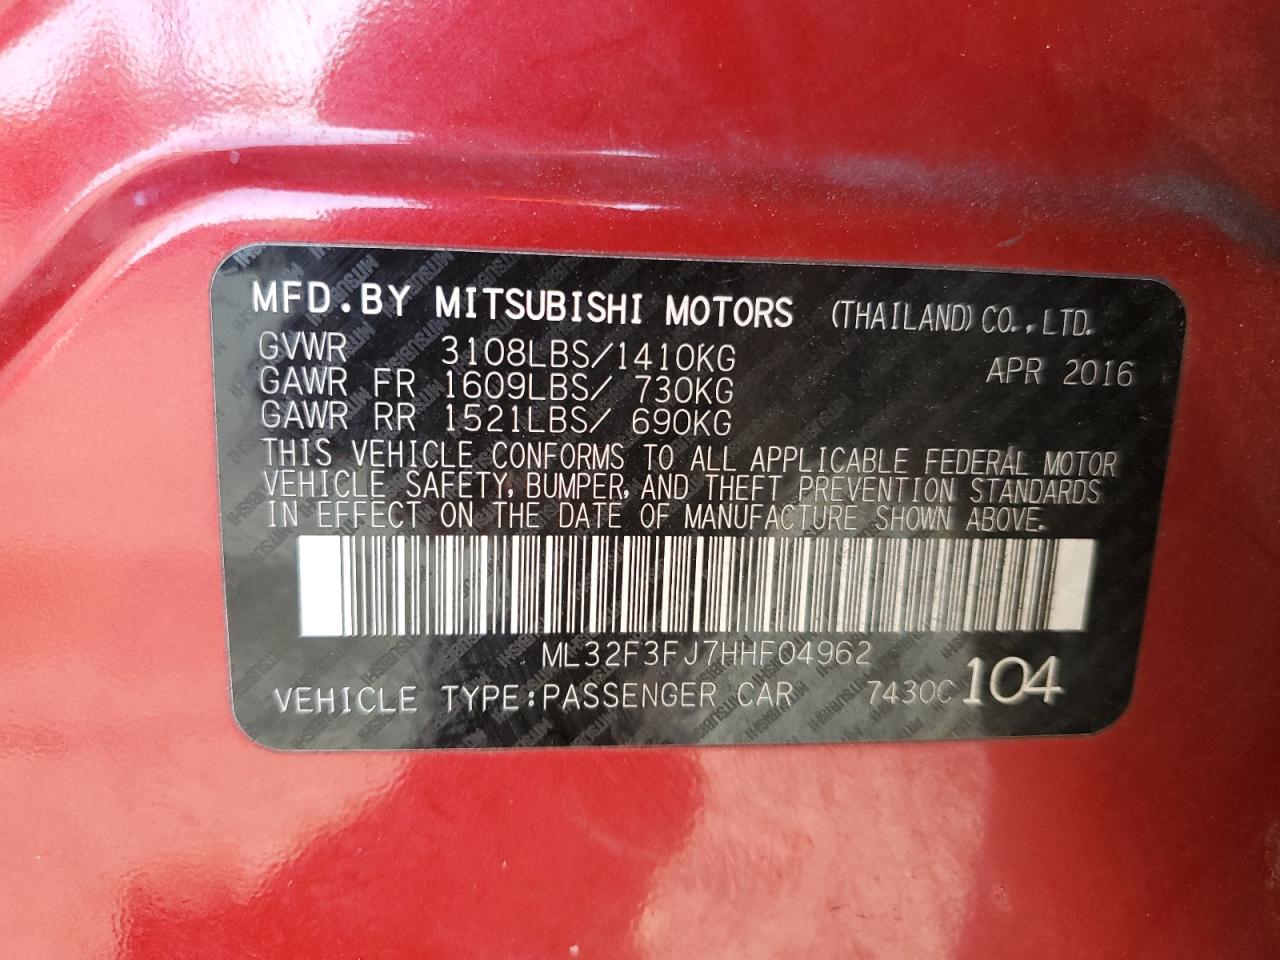 MFD.BY MITSUBISHI MOTORS (THAILAND) CO., LTD.
GVWR 3108LBS/1410KG APR 2016
GAWR FR 1609LBS/ 730KG
GAWR RR 1521LBS/ 690KG
THIS VEHICLE CONFORMS TO ALL APPLICABLE FEDERAL MOTOR
VEHICLE SAFETY, BUMPER, AND THEFT PREVENTION STANDARDS
IN EFFECT ON THE DATE OF MANUFACTURE SHOWN ABOVE.
ML32F3FJ7HHF04962
VEHICLE TYPE:PASSENGER CAR 7430C 104